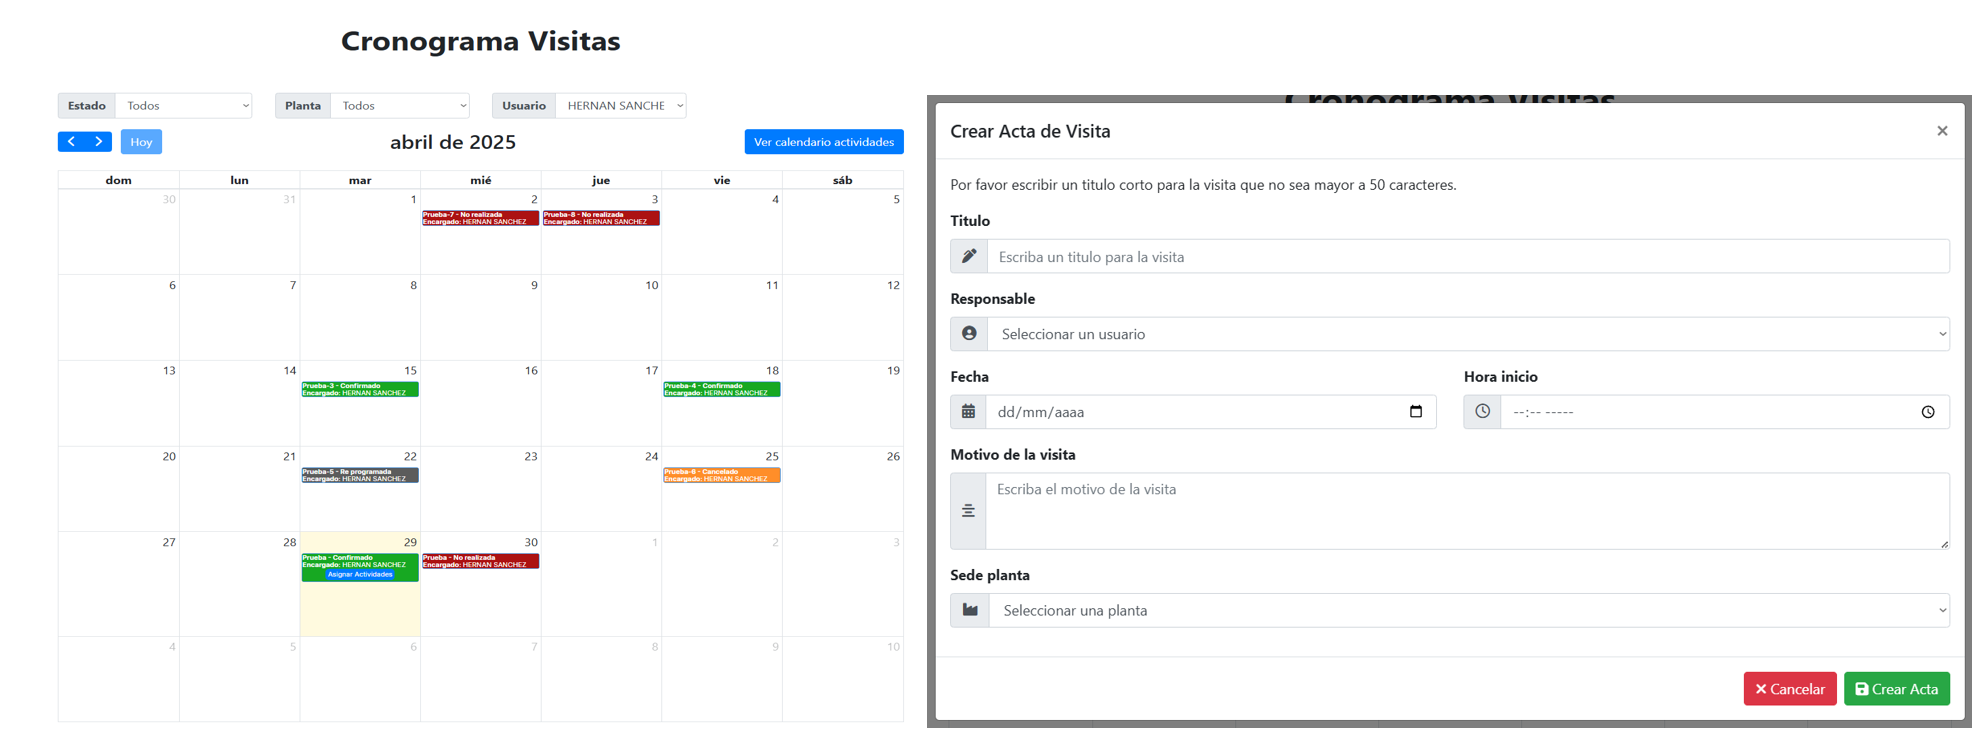 Cronograma Visitas
Estado Todos Planta Todos Usuario HERNAN SANCHE
Hoy abril de 2025 Ver calendario actividades
dom lun mar mié jue vie sáb
30 31 1 2 3 4 5
Prueba-7 - No realizada Prueba-8 - No realizada
Encargado: HERNAN SANCHEZ Encargado: HERNAN SANCHEZ
6 7 8 9 10 11 12
13 14 15 16 17 18 19
Prueba-3 - Confirmado Prueba-4 - Confirmado
Encargado: HERNAN SANCHEZ Encargado: HERNAN SANCHEZ
20 21 22 23 24 25 26
Prueba-5 - Re programada Prueba-6 - Cancelado
Encargado: HERNAN SANCHEZ Encargado: HERNAN SANCHEZ
27 28 29 30 1 2 3
Prueba - Confirmado Prueba - No realizada
Encargado: HERNAN SANCHEZ Encargado: HERNAN SANCHEZ
Asignar Actividades
4 5 6 7 8 9 10
Cronograma Visitas
Crear Acta de Visita ×
Por favor escribir un titulo corto para la visita que no sea mayor a 50 caracteres.
Titulo
Escriba un titulo para la visita
Responsable
Seleccionar un usuario
Fecha Hora inicio
dd/mm/aaaa --:-- -----
Motivo de la visita
Escriba el motivo de la visita
Sede planta
Seleccionar una planta
Cancelar Crear Acta